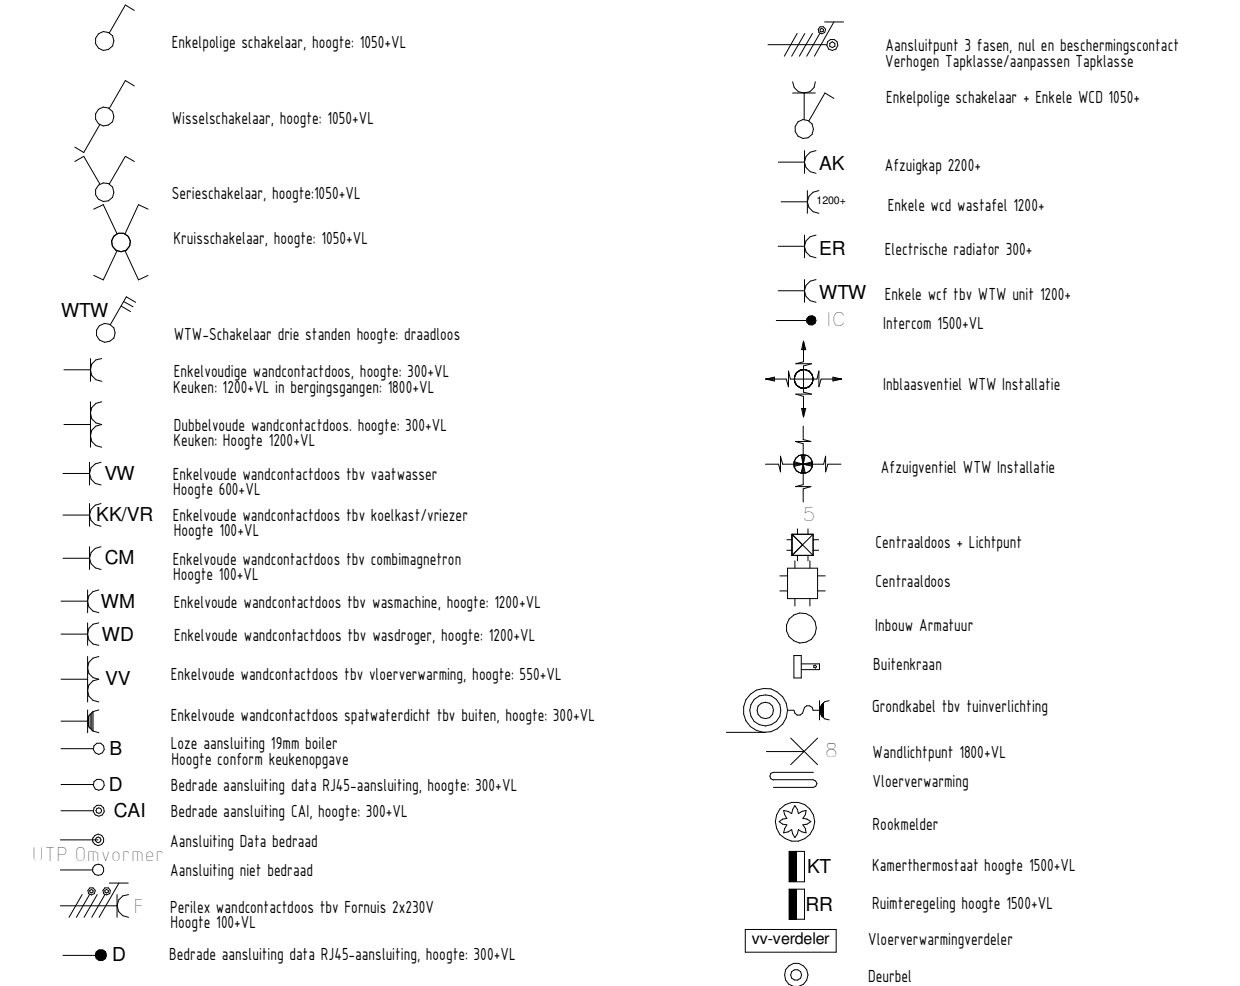 Enkelpolige schakelaar, hoogte: 1050+VL
Wisselschakelaar, hoogte: 1050+VL
Serieschakelaar, hoogte:1050+VL
Kruisschakelaar, hoogte: 1050+VL
WTW
WTW-Schakelaar drie standen hoogte: draadloos
Enkelvoudige wandcontactdoos, hoogte: 300+VL
Keuken: 1200+VL in bergingsgangen: 1800+VL
Dubbelvoude wandcontactdoos. hoogte: 300+VL
Keuken: Hoogte 1200+VL
VW Enkelvoude wandcontactdoos tbv vaatwasser
Hoogte 600+VL
KK/VR Enkelvoude wandcontactdoos tbv koelkast/vriezer
Hoogte 100+VL
CM Enkelvoude wandcontactdoos tbv combimagnetron
Hoogte 100+VL
WM Enkelvoude wandcontactdoos tbv wasmachine, hoogte: 1200+VL
WD Enkelvoude wandcontactdoos tbv wasdroger, hoogte: 1200+VL
VV Enkelvoude wandcontactdoos tbv vloerverwarming, hoogte: 550+VL
Enkelvoude wandcontactdoos spatwaterdicht tbv buiten, hoogte: 300+VL
B Loze aansluiting 19mm boiler
Hoogte conform keukenopgave
D Bedrade aansluiting data RJ45-aansluiting, hoogte: 300+VL
CAI Bedrade aansluiting CAI, hoogte: 300+VL
Aansluiting Data bedraad
UTP Omvormer
Aansluiting niet bedraad
F Perilex wandcontactdoos tbv Fornuis 2x230V
Hoogte 100+VL
D Bedrade aansluiting data RJ45-aansluiting, hoogte: 300+VL
Aansluitpunt 3 fasen, nul en beschermingscontact
Verhogen Tapklasse/aanpassen Tapklasse
Enkelpolige schakelaar + Enkele WCD 1050+
AK Afzuigkap 2200+
1200+ Enkele wcd wastafel 1200+
ER Electrische radiator 300+
WTW Enkele wcf tbv WTW unit 1200+
IC Intercom 1500+VL
Inblaasventiel WTW Installatie
Afzuigventiel WTW Installatie
5
Centraaldoos + Lichtpunt
Centraaldoos
Inbouw Armatuur
Buitenkraan
Grondkabel tbv tuinverlichting
8 Wandlichtpunt 1800+VL
Vloerverwarming
Rookmelder
KT Kamerthermostaat hoogte 1500+VL
RR Ruimteregeling hoogte 1500+VL
vv-verdeler Vloerverwarmingverdeler
Deurbel